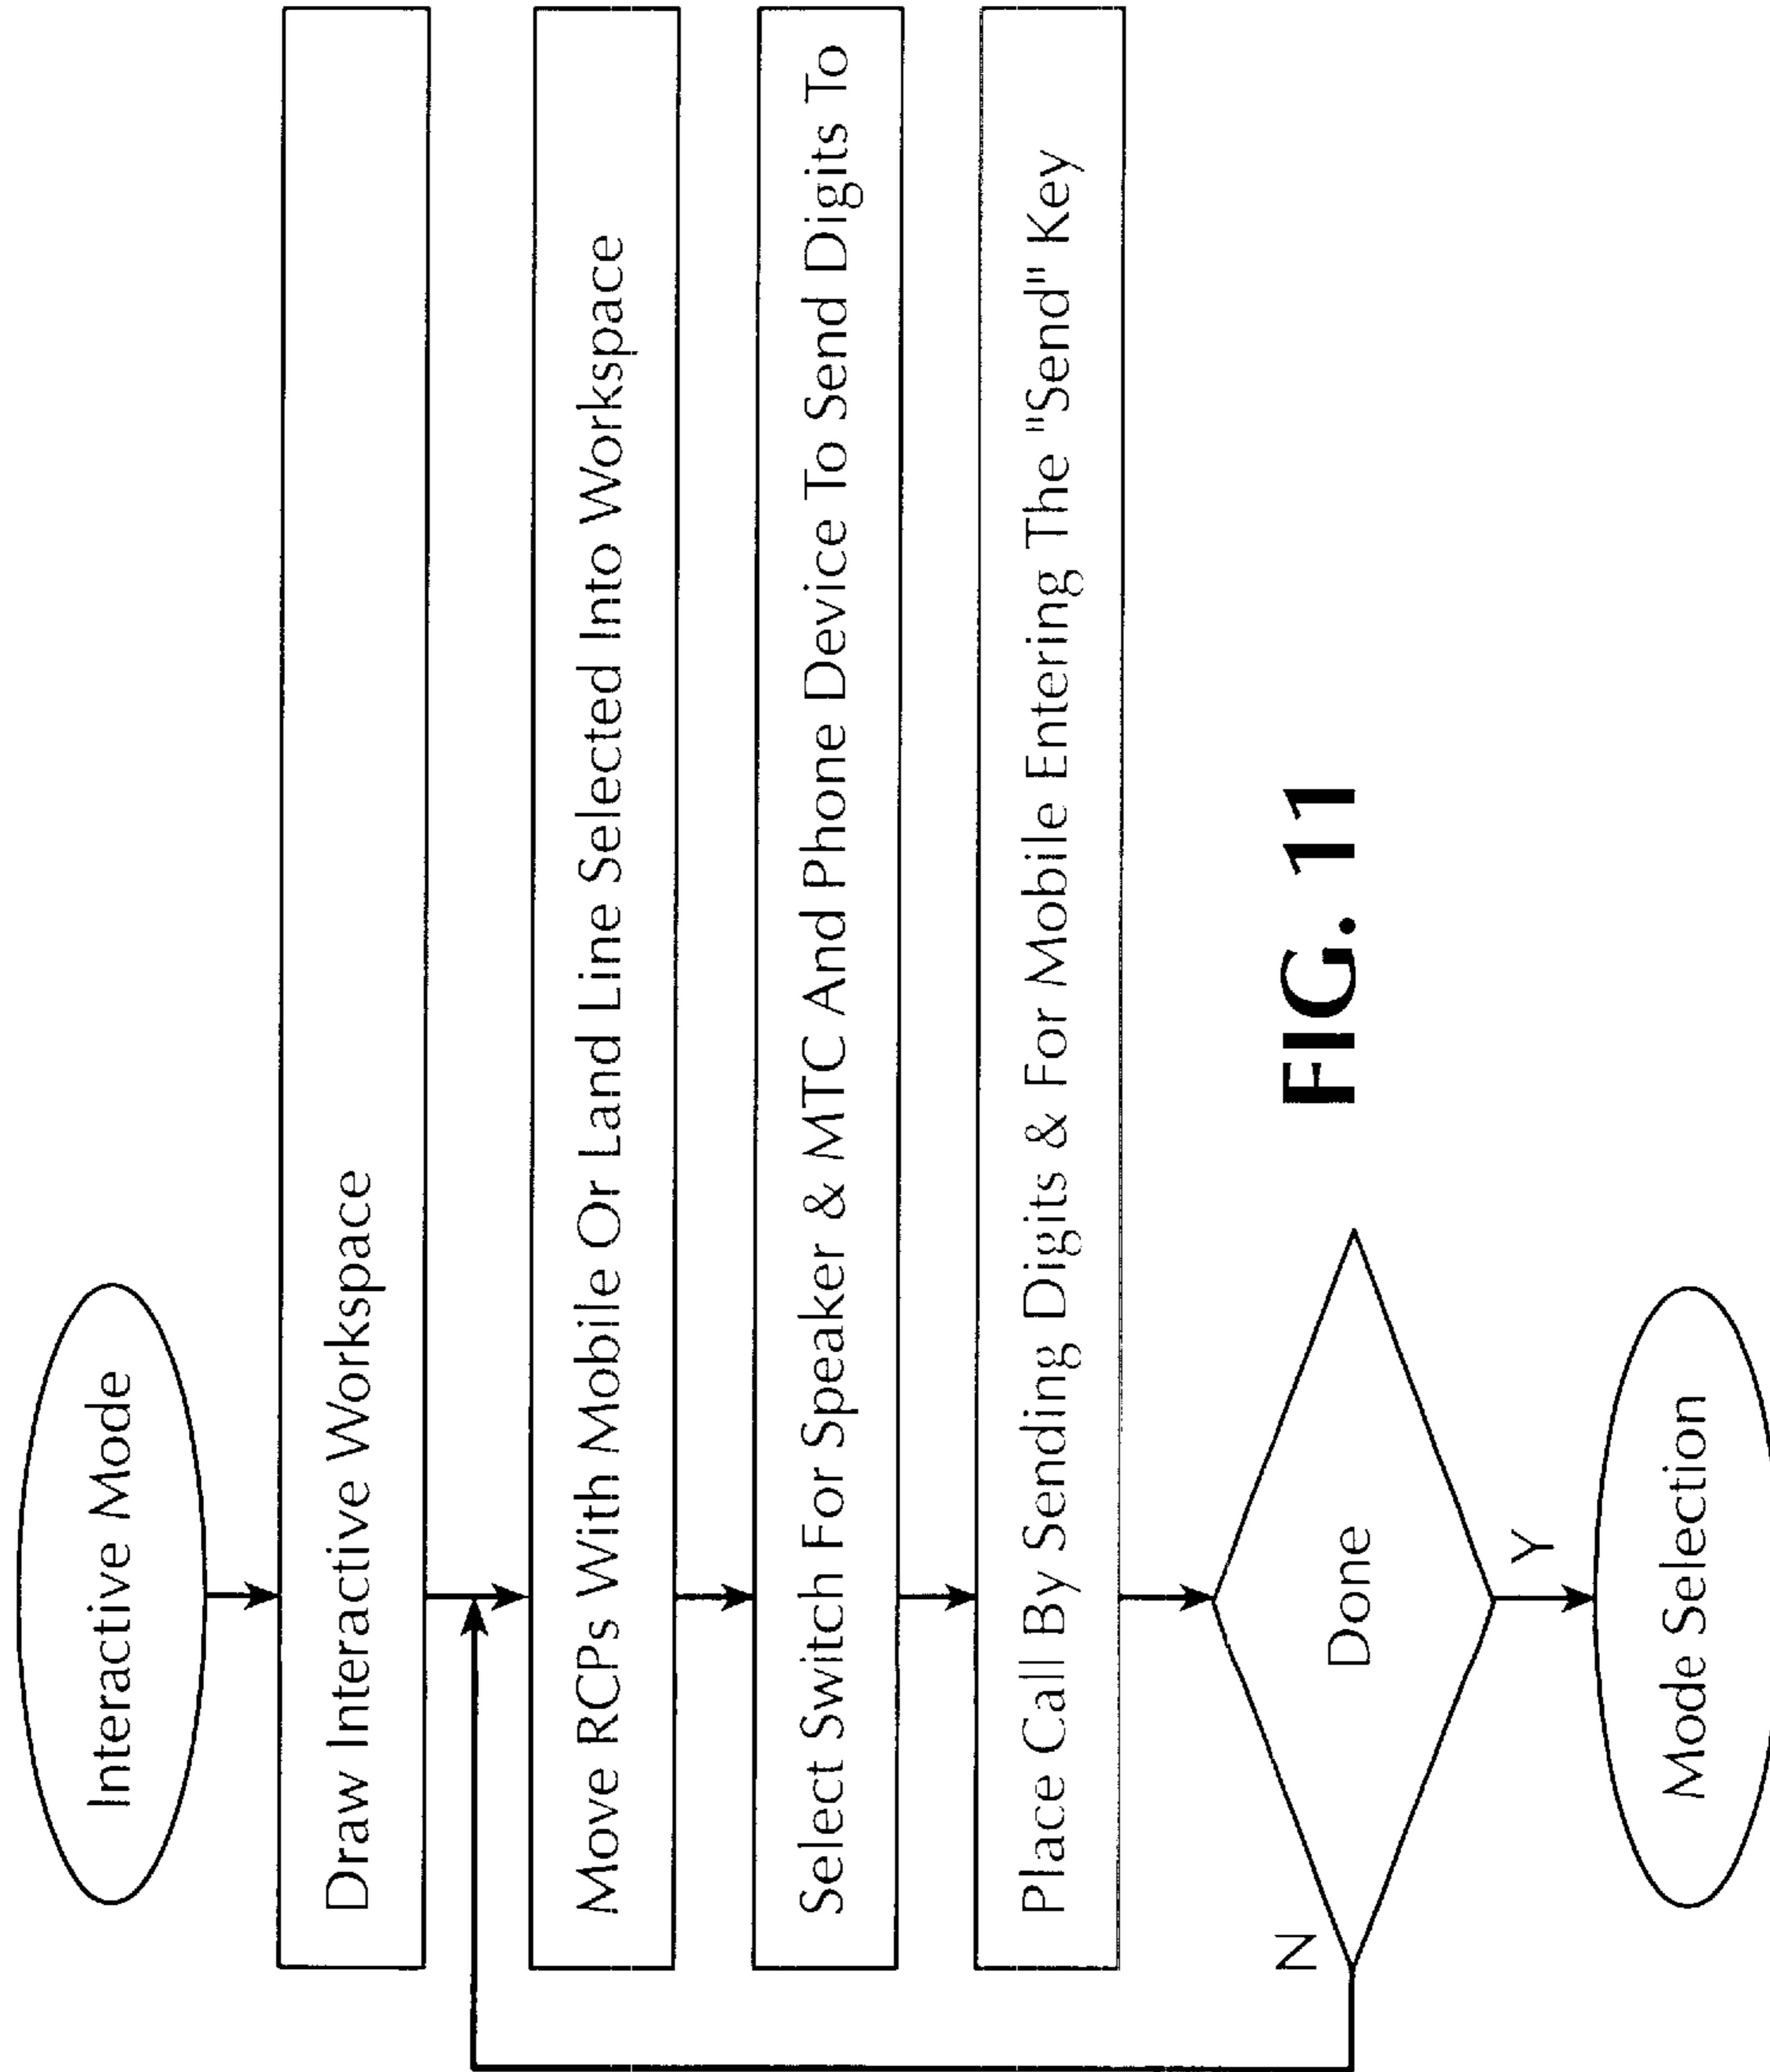 Interactive Mode
Draw Interactive Workspace
Move RCPs With Mobile Or Land Line Selected Into Workspace
Select Switch For Speaker & MTC And Phone Device To Send Digits To
Place Call By Sending Digits & For Mobile Entering The "Send" Key
N
Done
Y
Mode Selection
FIG. 11